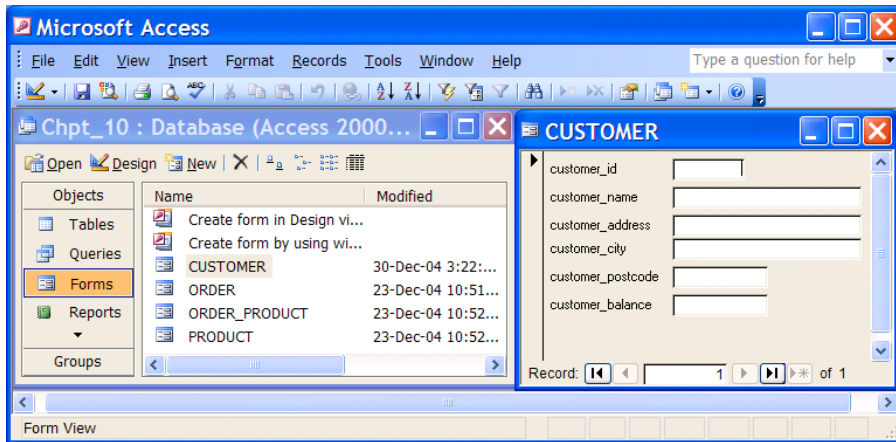 Microsoft Access
File Edit View Insert Format Records Tools Window Help Type a question for help
ABC
Chpt_10 : Database (Access 2000...
Open Design New
Objects
Tables
Queries
Forms
Reports
Groups
Name Modified
Create form in Design vi...
Create form by using wi...
CUSTOMER 30-Dec-04 3:22:...
ORDER 23-Dec-04 10:51...
ORDER_PRODUCT 23-Dec-04 10:52...
PRODUCT 23-Dec-04 10:52...
CUSTOMER
customer_id
customer_name
customer_address
customer_city
customer_postcode
customer_balance
Record: 1 of 1
Form View